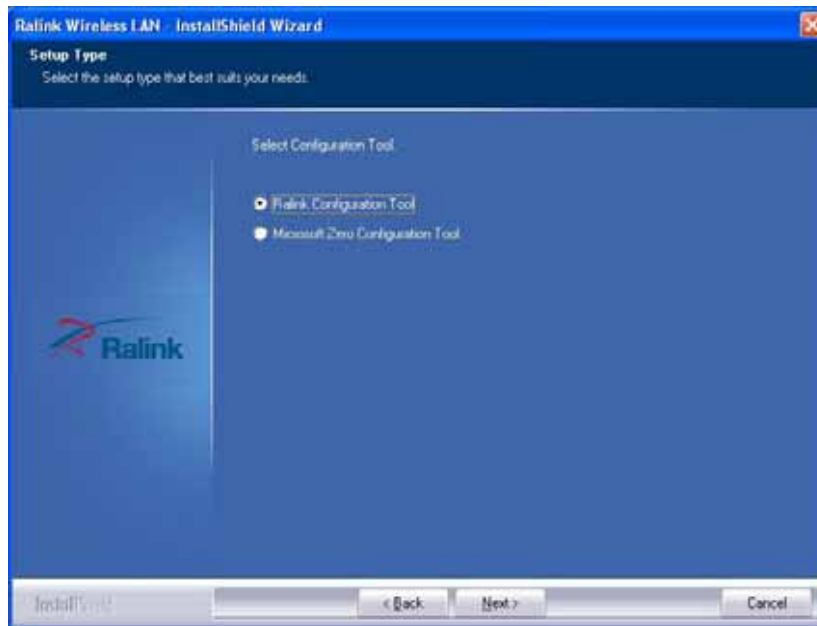 Ralink Wireless LAN - InstallShield Wizard
Setup Type
Select the setup type that best suits your needs.
Select Configuration Tool.
Ralink Configuration Tool
Microsoft Zero Configuration Tool
Ralink
InstallShield
< Back
Next >
Cancel